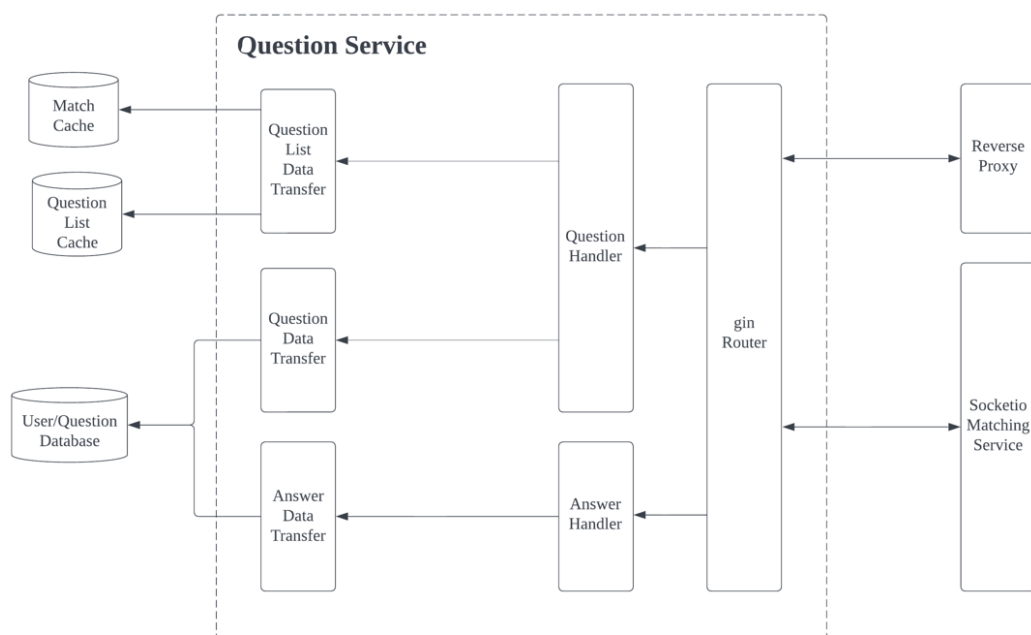 Question Service
Match
Cache
Question
List
Cache
User/Question
Database
Question
List
Data
Transfer
Question
Data
Transfer
Answer
Data
Transfer
Question
Handler
Answer
Handler
gin
Router
Reverse
Proxy
Socketio
Matching
Service